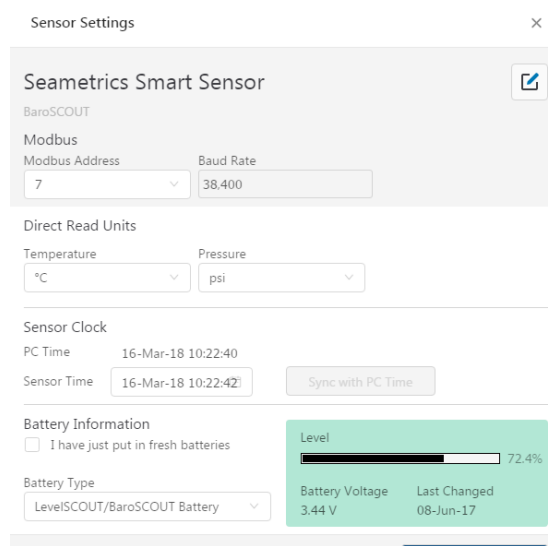 Sensor Settings
Seametrics Smart Sensor
BaroSCOUT
Modbus
Modbus Address Baud Rate
7 38,400
Direct Read Units
Temperature Pressure
°C psi
Sensor Clock
PC Time 16-Mar-18 10:22:40
Sensor Time 16-Mar-18 10:22:42 Sync with PC Time
Battery Information
I have just put in fresh batteries
Level
72.4%
Battery Type
LevelSCOUT/BaroSCOUT Battery
Battery Voltage Last Changed
3.44 V 08-Jun-17